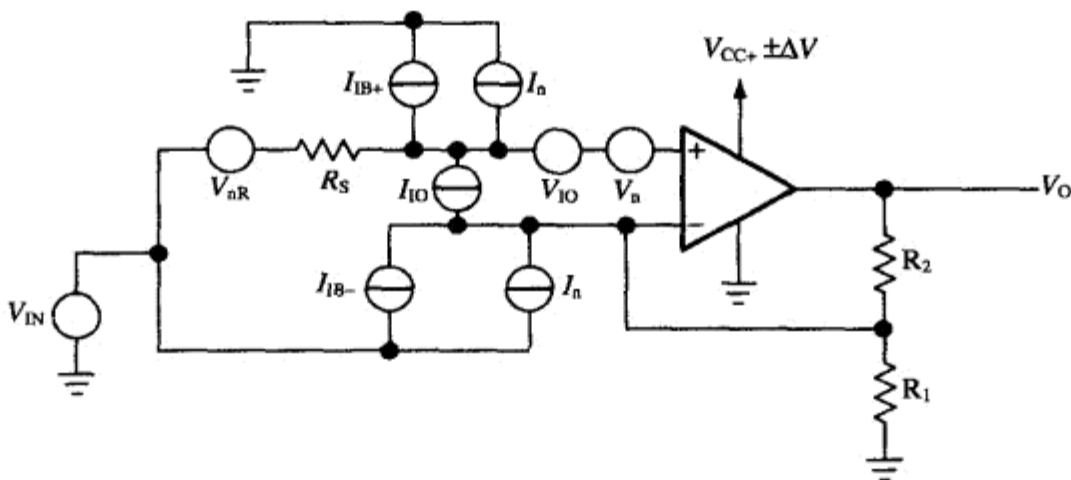 V_CC+ ±ΔV
I_IB+
I_n
V_nR
R_S
I_IO
V_IO
V_n
+
−
V_O
V_IN
I_IB−
I_n
R_2
R_1